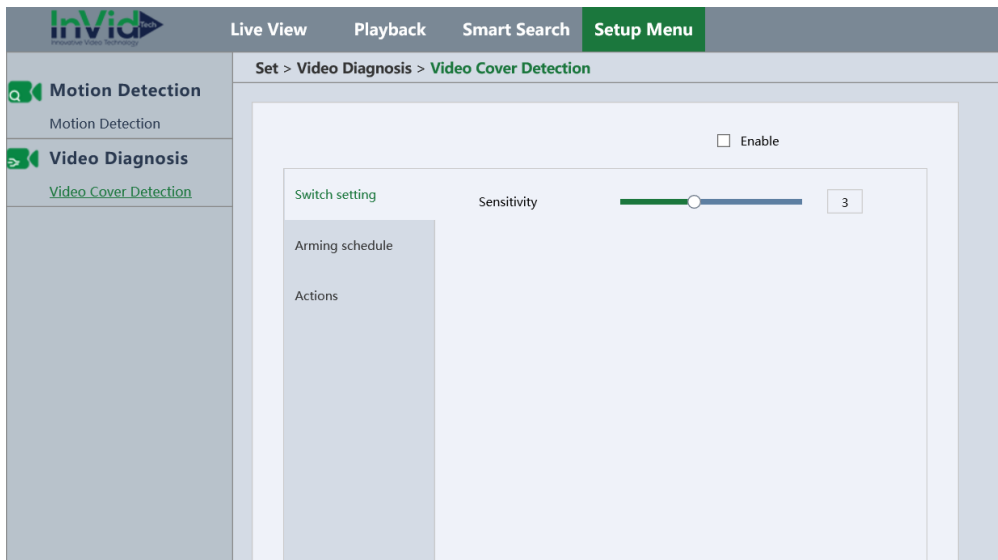 InVid Tech
Innovative Video Technology
Live View Playback Smart Search Setup Menu
Set > Video Diagnosis > Video Cover Detection
Motion Detection
Motion Detection
Video Diagnosis
Video Cover Detection
Enable
Switch setting
Sensitivity 3
Arming schedule
Actions